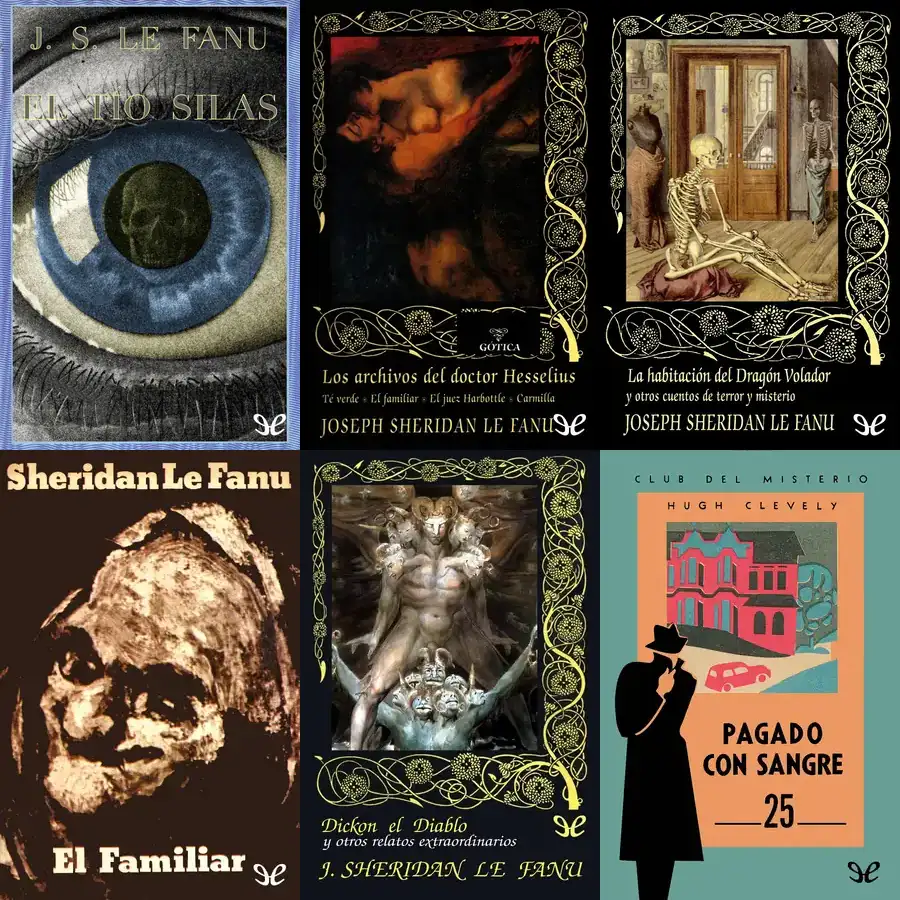 J. S. LE FANU
EL TÍO SILAS
GÓTICA
Los archivos del doctor Hesselius
Té verde * El familiar * El juez Harbottle * Carmilla
JOSEPH SHERIDAN LE FANU
La habitación del Dragón Volador
y otros cuentos de terror y misterio
JOSEPH SHERIDAN LE FANU
Sheridan Le Fanu
El Familiar
Dickon el Diablo
y otros relatos extraordinarios
J. SHERIDAN LE FANU
CLUB DEL MISTERIO
HUGH CLEVELY
PAGADO
CON SANGRE
25